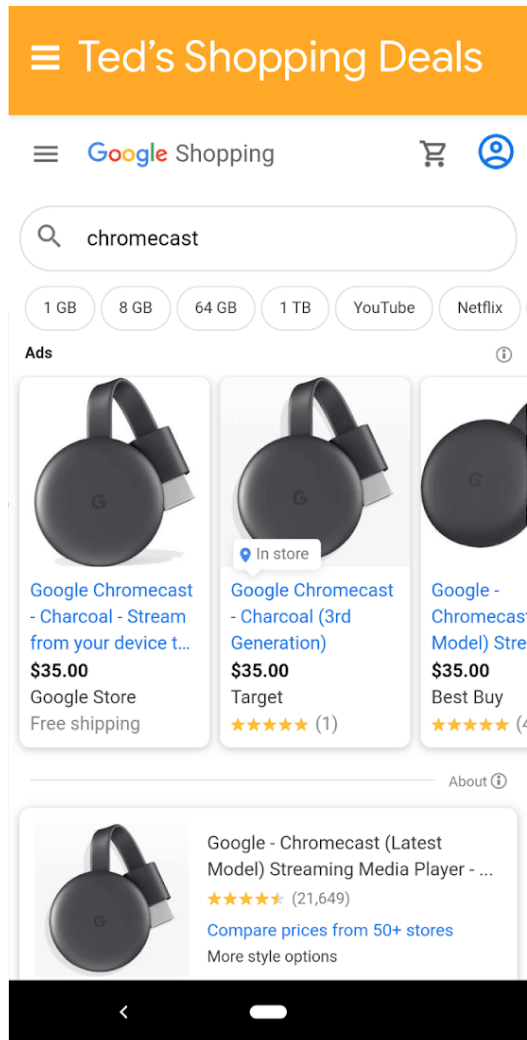 Ted's Shopping Deals
Google Shopping
chromecast
1 GB
8 GB
64 GB
1 TB
YouTube
Netflix
Ads
G
G
G
In store
Google Chromecast
- Charcoal - Stream
from your device t...
$35.00
Google Store
Free shipping
Google Chromecast
- Charcoal (3rd
Generation)
$35.00
Target
(1)
Google -
Chromecast
Model) Stre
$35.00
Best Buy
(4
About
G
Google - Chromecast (Latest
Model) Streaming Media Player - ...
(21,649)
Compare prices from 50+ stores
More style options